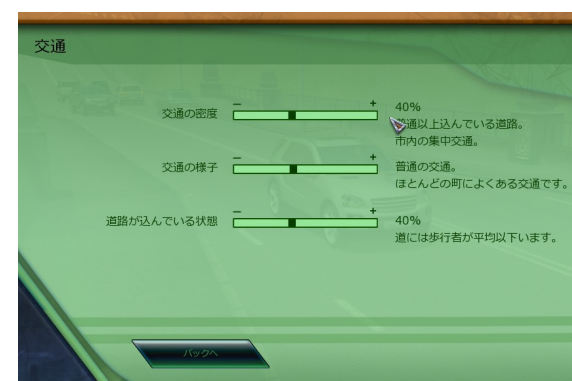 交通
交通の密度
− +
40%
普通以上込んでいる道路。
市内の集中交通。
交通の様子
− +
普通の交通。
ほとんどの町によくある交通です。
道路が込んでいる状態
− +
40%
道には歩行者が平均以下います。
バックへ